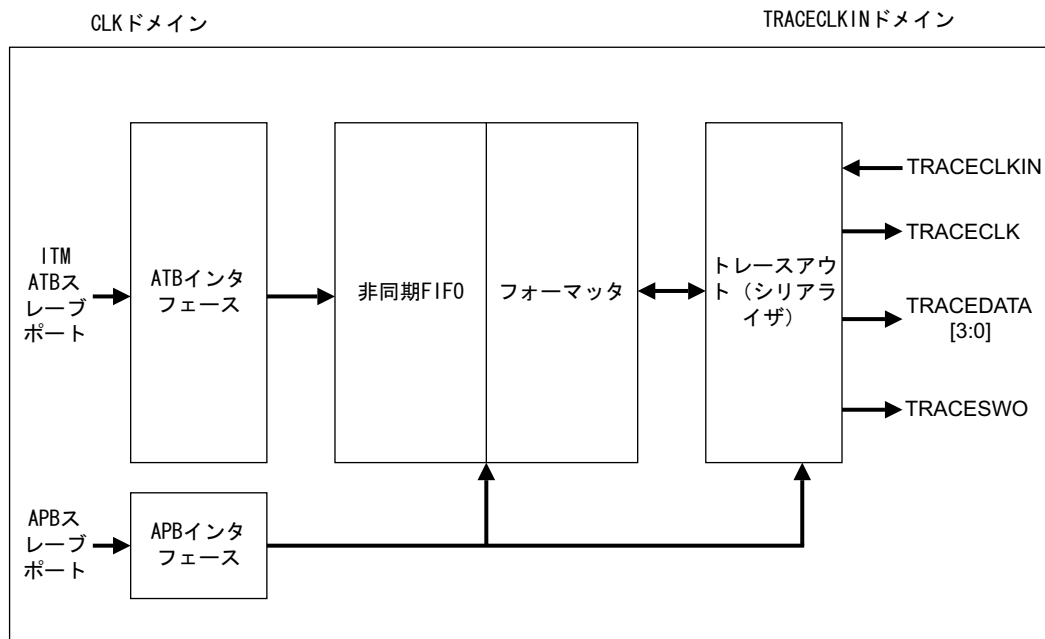 CLKドメイン
TRACECLKINドメイン
ITM
ATBス
レーブ
ポート
ATBインタ
フェース
非同期FIFO
フォーマッタ
トレースアウ
ト（シリアラ
イザ）
TRACECLKIN
TRACECLK
TRACEDATA
[3:0]
TRACESWO
APBス
レーブ
ポート
APBインタ
フェース